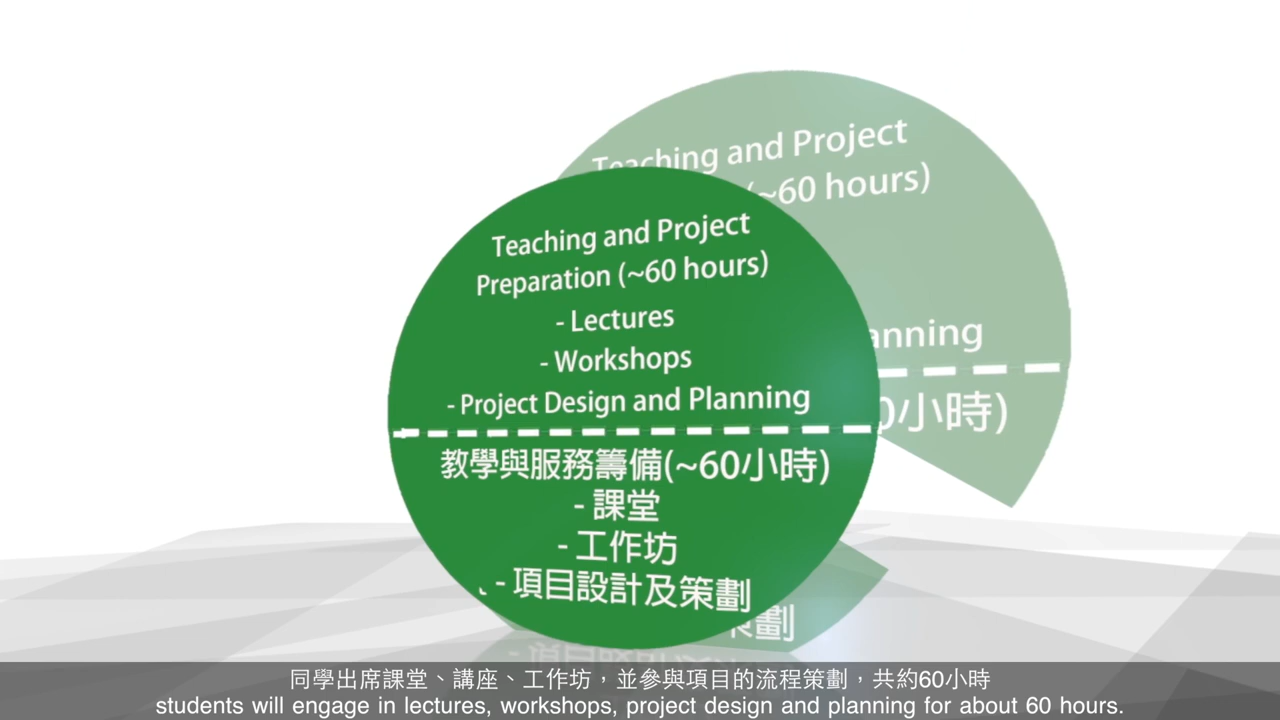 Teaching and Project
(~60 hours)
anning
小時)
Teaching and Project
Preparation (~60 hours)
- Lectures
- Workshops
- Project Design and Planning
教學與服務籌備(~60小時)
- 課堂
- 工作坊
- 項目設計及策劃
策劃
同學出席課堂、講座、工作坊，並參與項目的流程策劃，共約60小時
students will engage in lectures, workshops, project design and planning for about 60 hours.